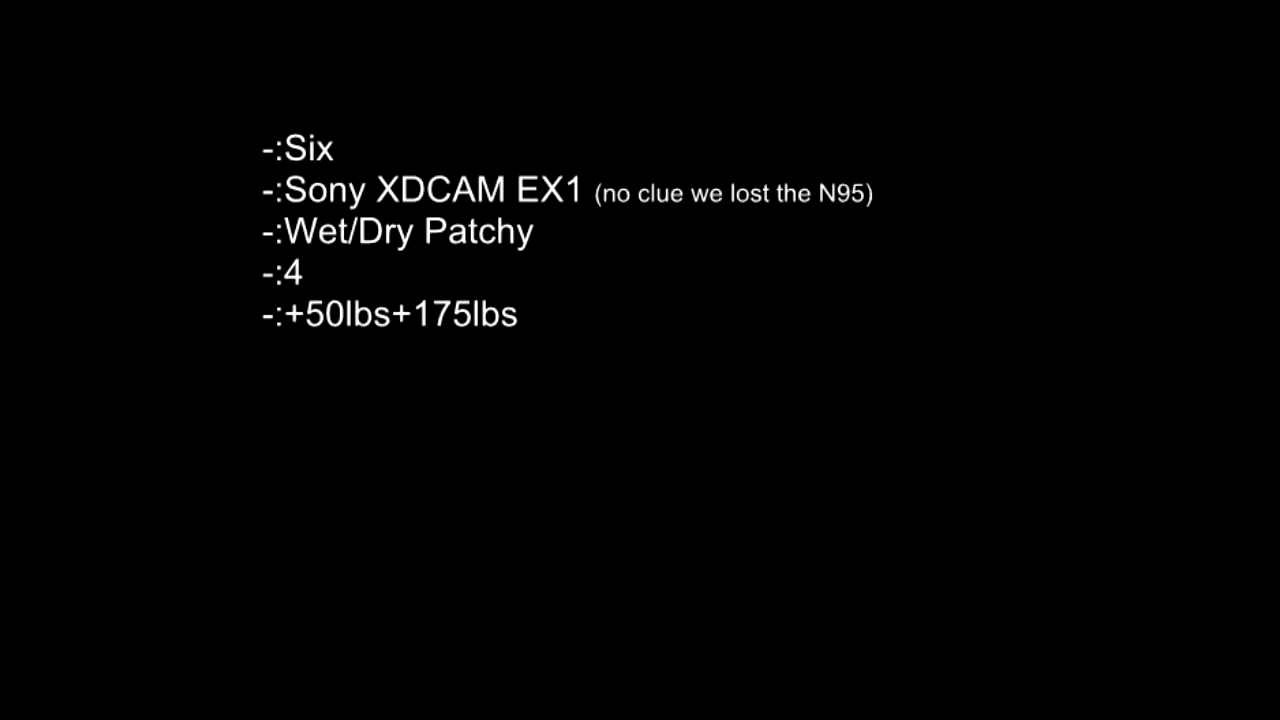 -:Six
-:Sony XDCAM EX1 (no clue we lost the N95)
-:Wet/Dry Patchy
-:4
-:+50lbs+175lbs